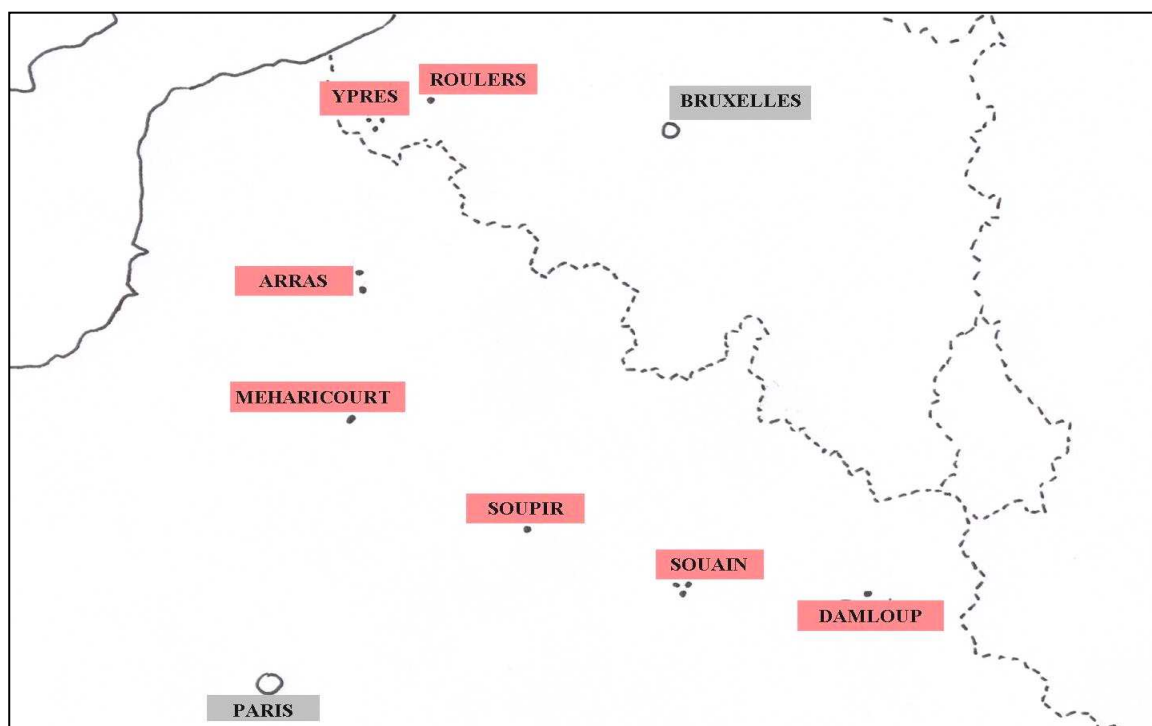 ROULERS
YPRES
BRUXELLES
ARRAS
MEHARICOURT
SOUPIR
SOUAIN
DAMLOUP
PARIS